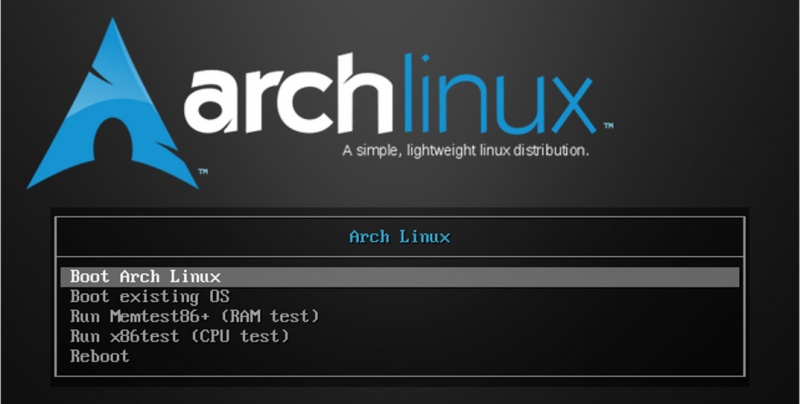 archlinux™
A simple, lightweight linux distribution.
™
Arch Linux
Boot Arch Linux
Boot existing OS
Run Memtest86+ (RAM test)
Run x86test (CPU test)
Reboot